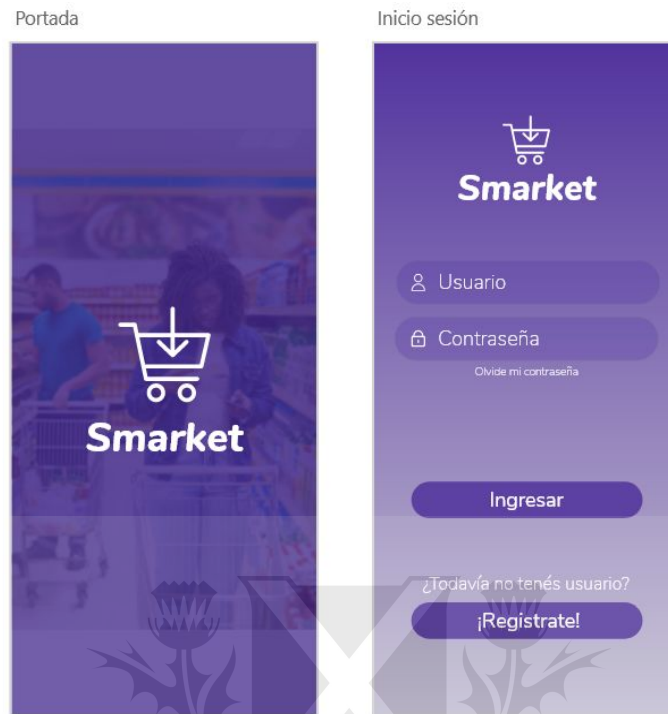 Portada
Inicio sesión
Smarket
Smarket
Usuario
Contraseña
Olvide mi contraseña
Ingresar
¿Todavía no tenés usuario?
¡Registrate!